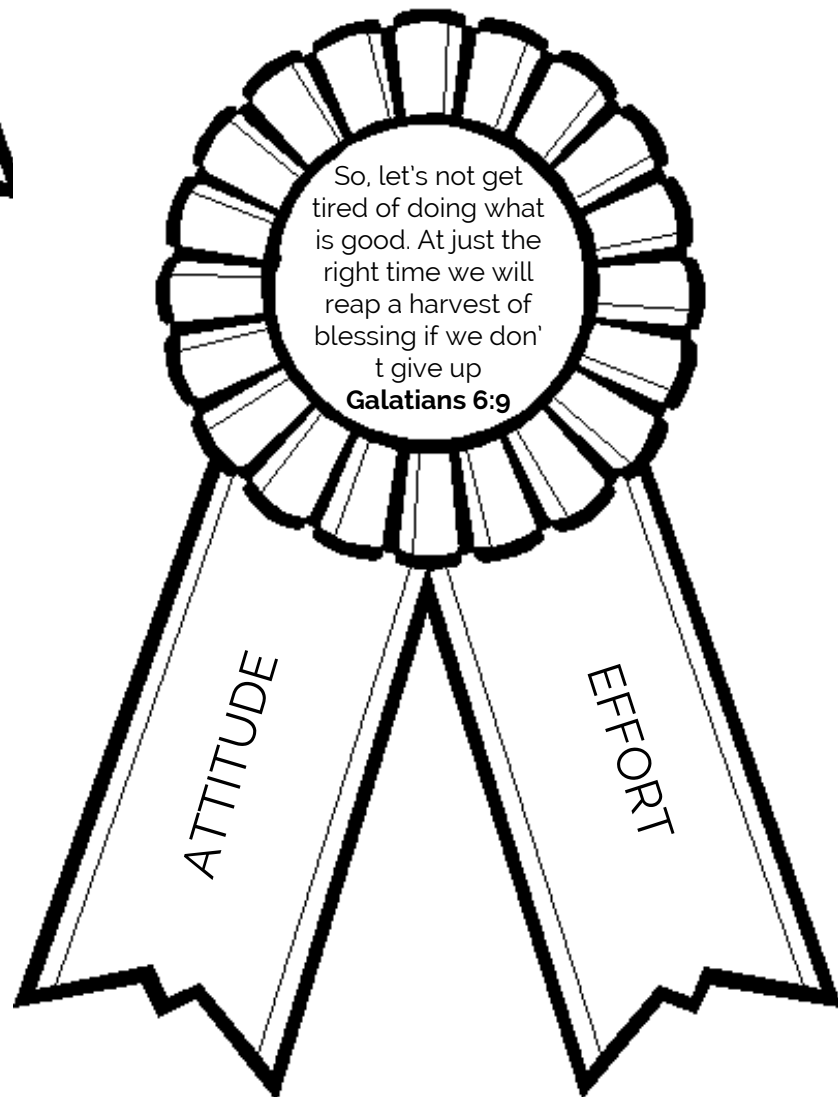 So, let’s not get
tired of doing what
is good. At just the
right time we will
reap a harvest of
blessing if we don’
t give up
Galatians 6:9
ATTITUDE
EFFORT